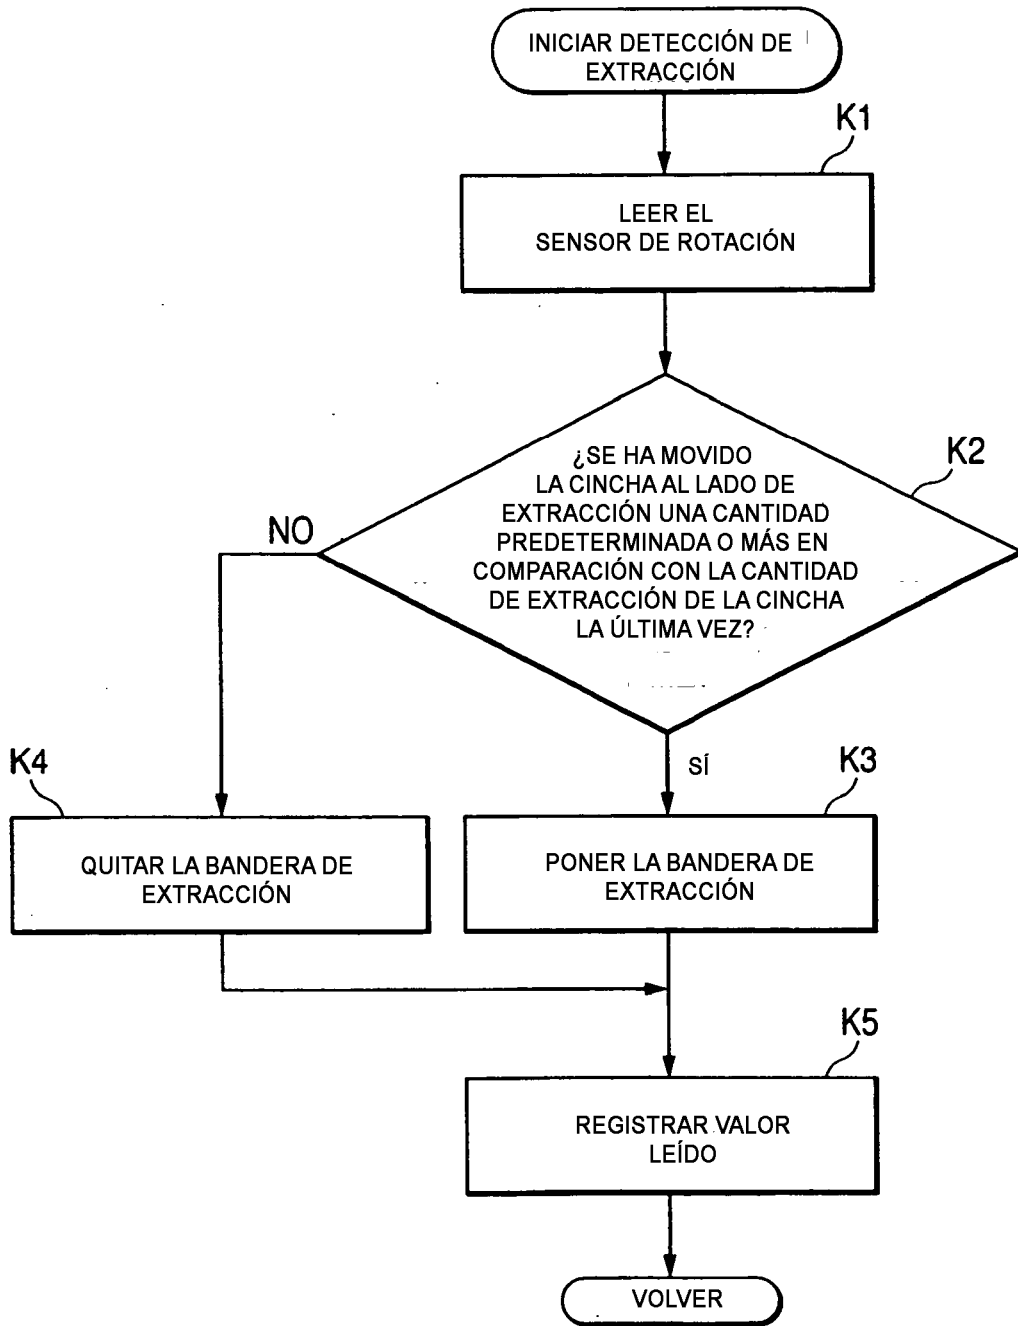 INICIAR DETECCIÓN DE
EXTRACCIÓN
K1
LEER EL
SENSOR DE ROTACIÓN
K2
¿SE HA MOVIDO
LA CINCHA AL LADO DE
EXTRACCIÓN UNA CANTIDAD
PREDETERMINADA O MÁS EN
COMPARACIÓN CON LA CANTIDAD
DE EXTRACCIÓN DE LA CINCHA
LA ÚLTIMA VEZ?
NO
SÍ
K4
QUITAR LA BANDERA DE
EXTRACCIÓN
K3
PONER LA BANDERA DE
EXTRACCIÓN
K5
REGISTRAR VALOR
LEÍDO
VOLVER